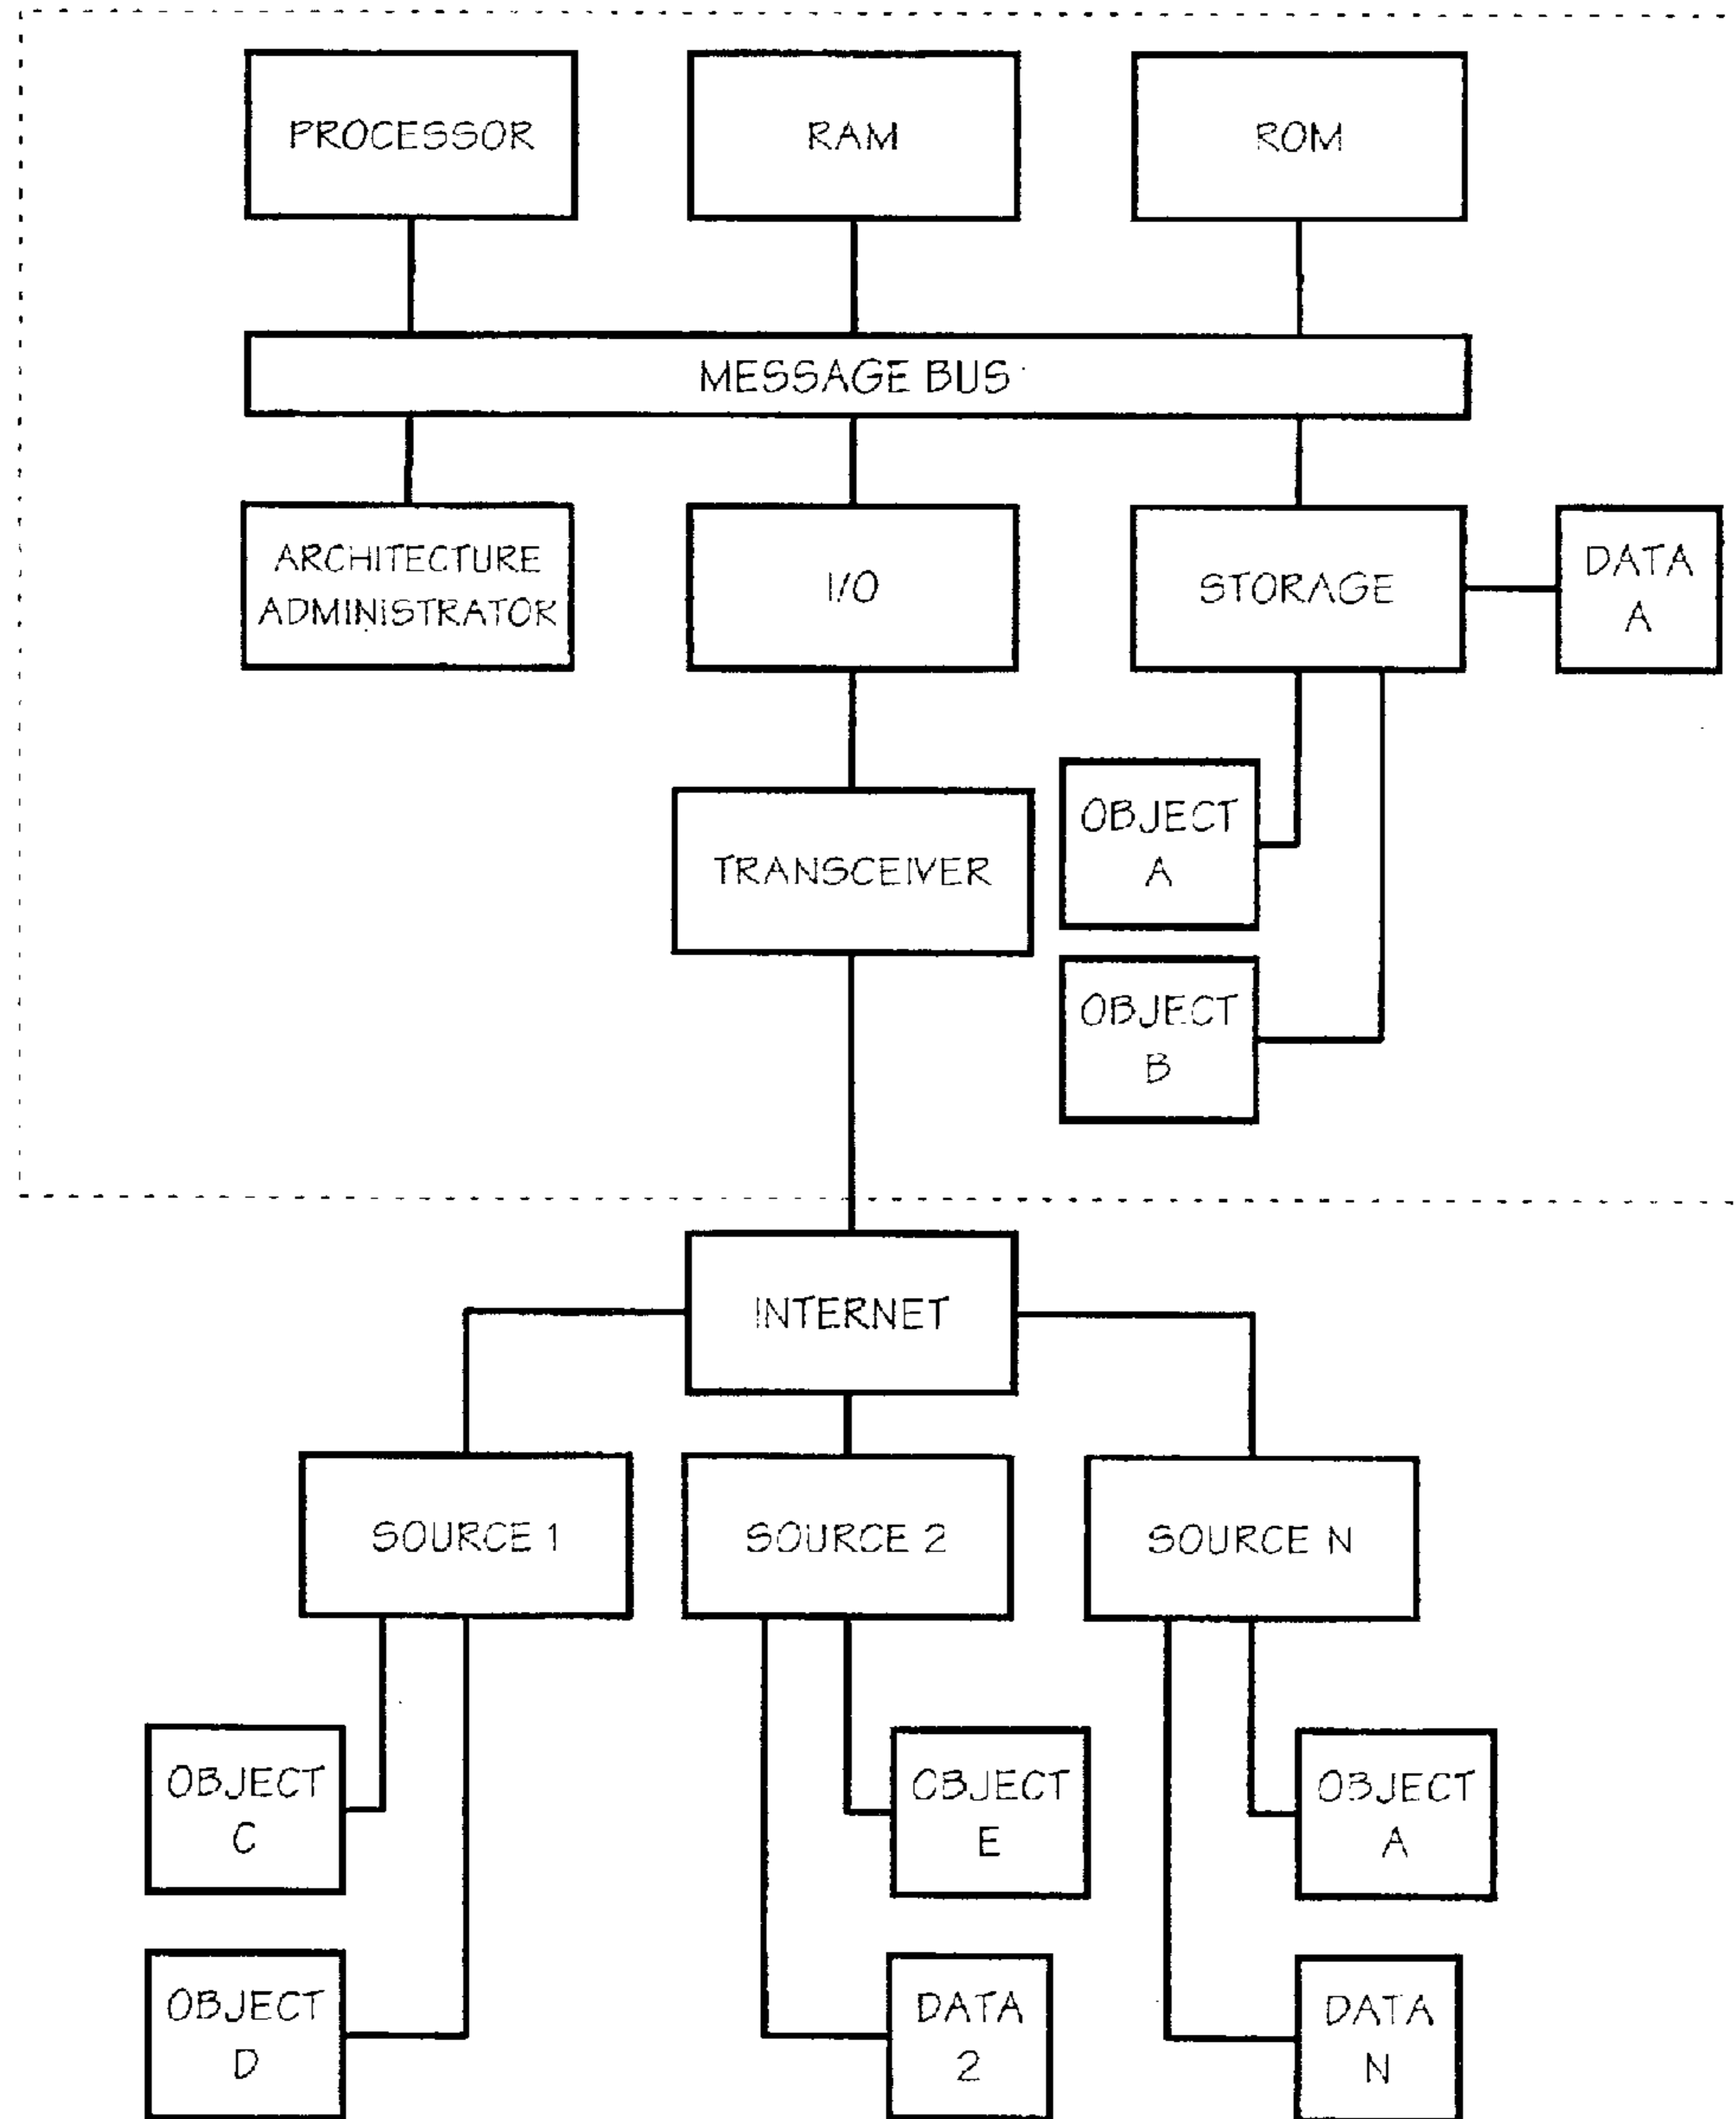 PROCESSOR
RAM
ROM
MESSAGE BUS
ARCHITECTURE
ADMINISTRATOR
I/O
STORAGE
DATA
A
TRANSCEIVER
OBJECT
A
OBJECT
B
INTERNET
SOURCE 1
SOURCE 2
SOURCE N
OBJECT
C
OBJECT
E
OBJECT
A
OBJECT
D
DATA
2
DATA
N